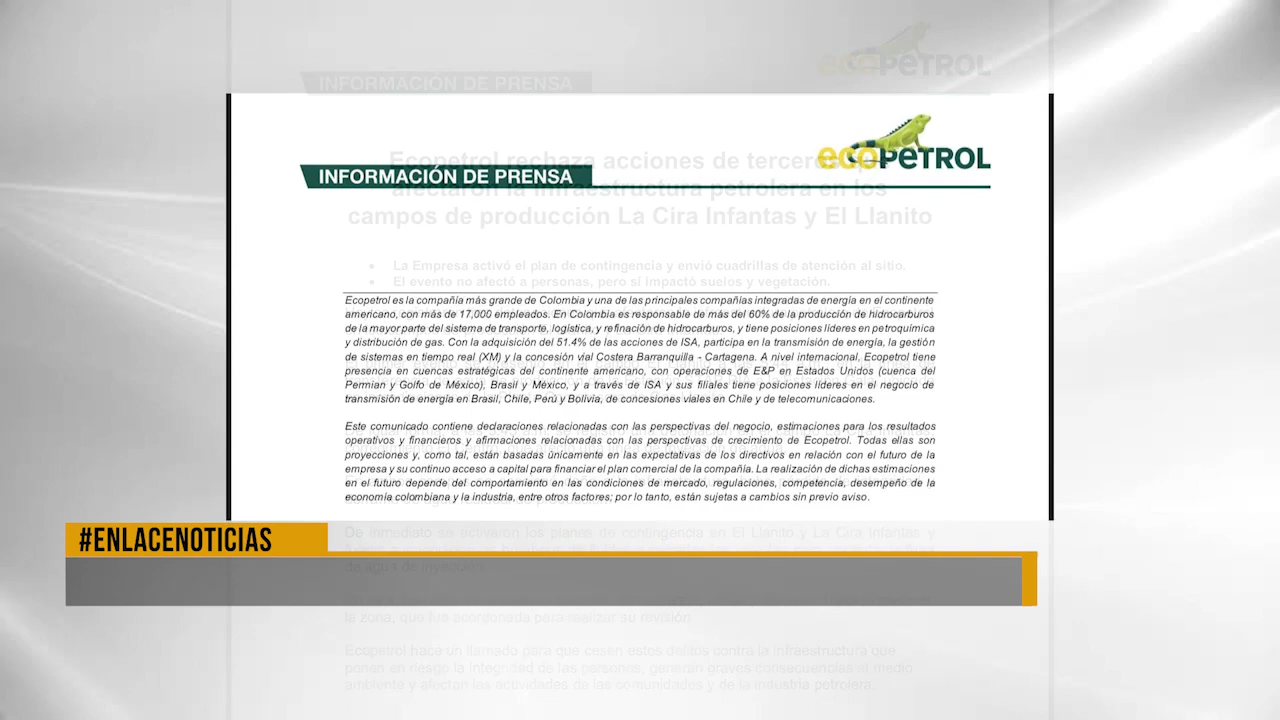 ecoPETROL
INFORMACIÓN DE PRENSA
ecoPETROL
INFORMACIÓN DE PRENSA
Ecopetrol rechaza acciones de terceros que
afectaron la infraestructura petrolera en los
campos de producción La Cira Infantas y El Llanito
• La Empresa activó el plan de contingencia y envió cuadrillas de atención al sitio.
• El evento no afectó a personas, pero sí impactó suelos y vegetación.
Ecopetrol es la compañía más grande de Colombia y una de las principales compañías integradas de energía en el continente
americano, con más de 17,000 empleados. En Colombia es responsable de más del 60% de la producción de hidrocarburos
de la mayor parte del sistema de transporte, logística, y refinación de hidrocarburos, y tiene posiciones líderes en petroquímica
y distribución de gas. Con la adquisición del 51.4% de las acciones de ISA, participa en la transmisión de energía, la gestión
de sistemas en tiempo real (XM) y la concesión vial Costera Barranquilla - Cartagena. A nivel internacional, Ecopetrol tiene
presencia en cuencas estratégicas del continente americano, con operaciones de E&P en Estados Unidos (cuenca del
Permian y Golfo de México), Brasil y México, y a través de ISA y sus filiales tiene posiciones líderes en el negocio de
transmisión de energía en Brasil, Chile, Perú y Bolivia, de concesiones viales en Chile y de telecomunicaciones.
Este comunicado contiene declaraciones relacionadas con las perspectivas del negocio, estimaciones para los resultados
operativos y financieros y afirmaciones relacionadas con las perspectivas de crecimiento de Ecopetrol. Todas ellas son
proyecciones y, como tal, están basadas únicamente en las expectativas de los directivos en relación con el futuro de la
empresa y su continuo acceso a capital para financiar el plan comercial de la compañía. La realización de dichas estimaciones
en el futuro depende del comportamiento en las condiciones de mercado, regulaciones, competencia, desempeño de la
economía colombiana y la industria, entre otros factores; por lo tanto, están sujetas a cambios sin previo aviso.
#ENLACENOTICIAS
De inmediato se activaron los planes de contingencia en El Llanito y La Cira Infantas y
de agua de inyección
la zona, que fue acordonada para realizar su revisión
Ecopetrol hace un llamado para que cesen estos delitos contra la infraestructura que
ponen en riesgo la integridad de las personas, generan graves consecuencias al medio
ambiente y afectan las actividades de las comunidades y de la industria petrolera.